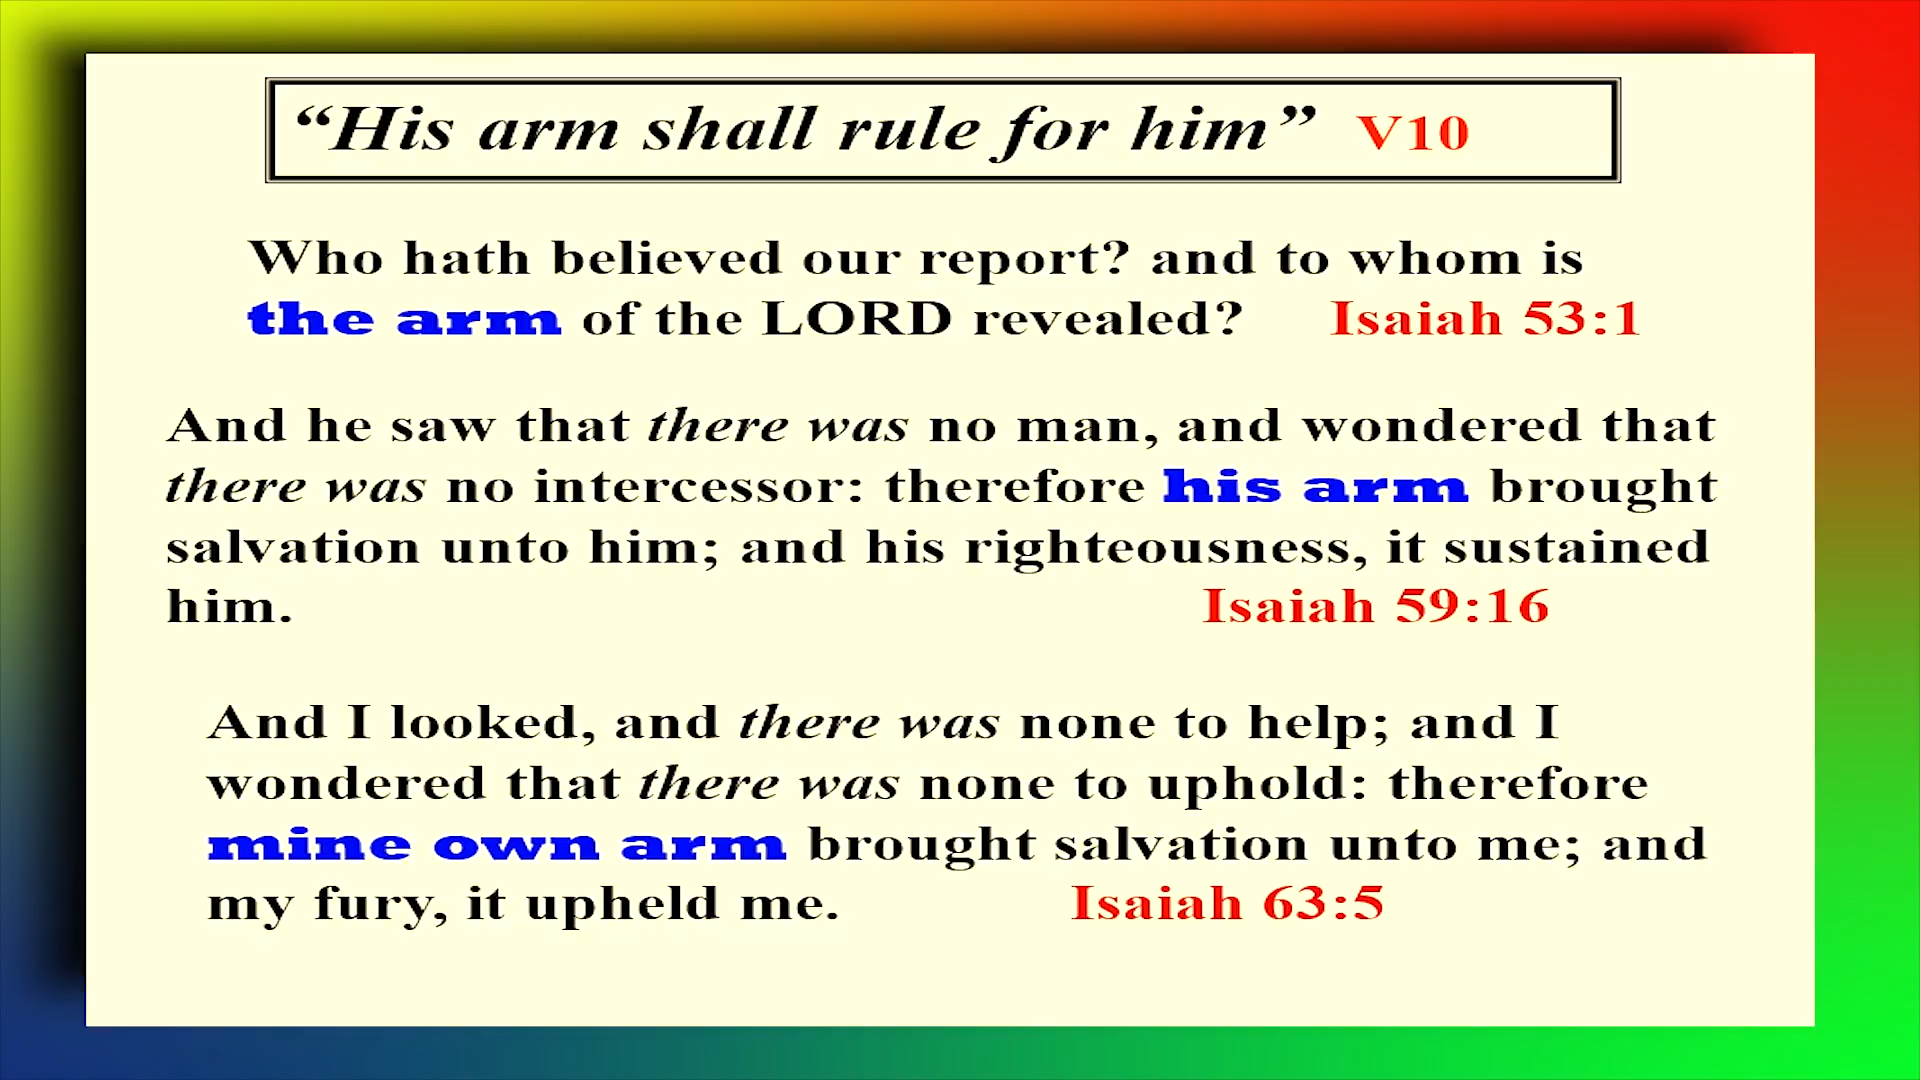 “His arm shall rule for him” V10
Who hath believed our report? and to whom is
the arm of the LORD revealed? Isaiah 53:1
And he saw that there was no man, and wondered that
there was no intercessor: therefore his arm brought
salvation unto him; and his righteousness, it sustained
him. Isaiah 59:16
And I looked, and there was none to help; and I
wondered that there was none to uphold: therefore
mine own arm brought salvation unto me; and
my fury, it upheld me. Isaiah 63:5